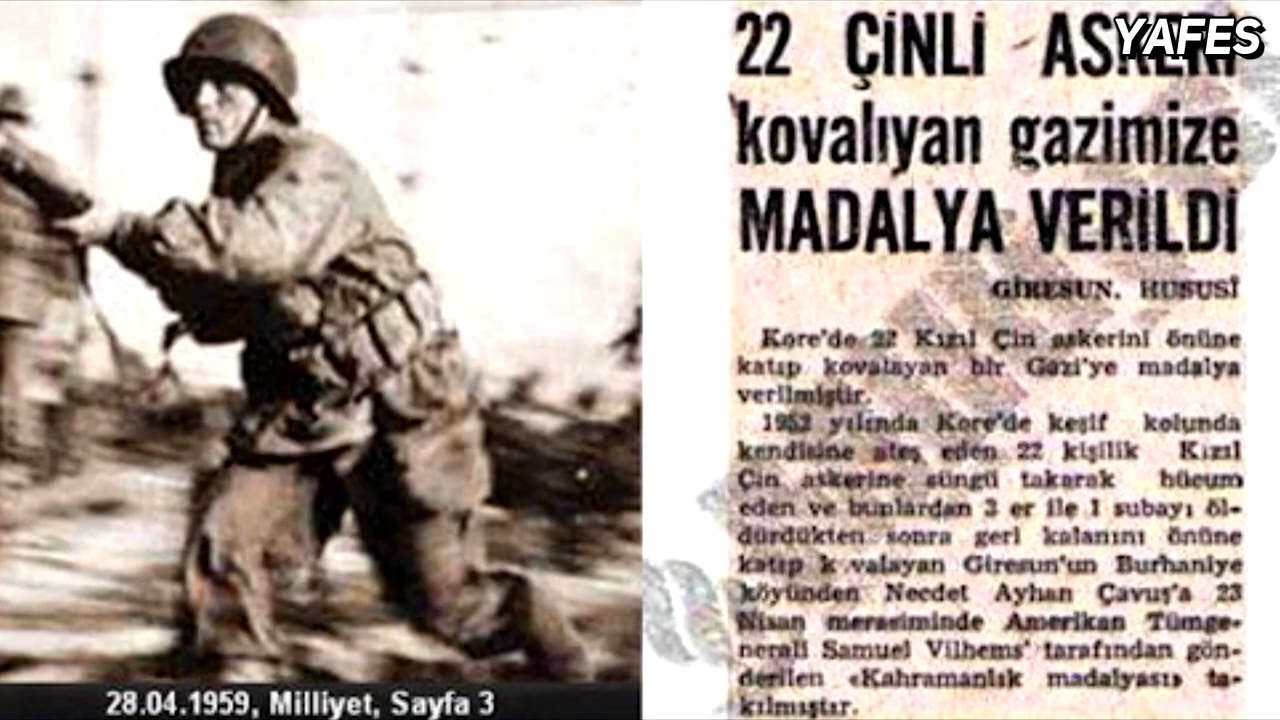 YAFES
22 ÇİNLİ ASKERİ
kovalıyan gazimize
MADALYA VERİLDİ
GİRESUN, HUSUSİ
Kore'de 22 Kızıl Çin askerini önüne
katıp kovalayan bir Gazi'ye madalya
verilmiştir.
1952 yılında Kore'de keşif kolunda
kendisine ateş eden 22 kişilik Kızıl
Çin askerine süngü takarak hücum
eden ve bunlardan 3 er ile 1 subayı öl-
dürdükten sonra geri kalanını önüne
katıp k valayan Giresun'un Burhaniye
köyünden Necdet Ayhan Çavuş'a 23
Nisan merasiminde Amerikan Tümge-
nerali Samuel Vilhems' tarafından gön-
derilen «Kahramanlık madalyası» ta-
kılmıştır.
28.04.1959, Milliyet, Sayfa 3